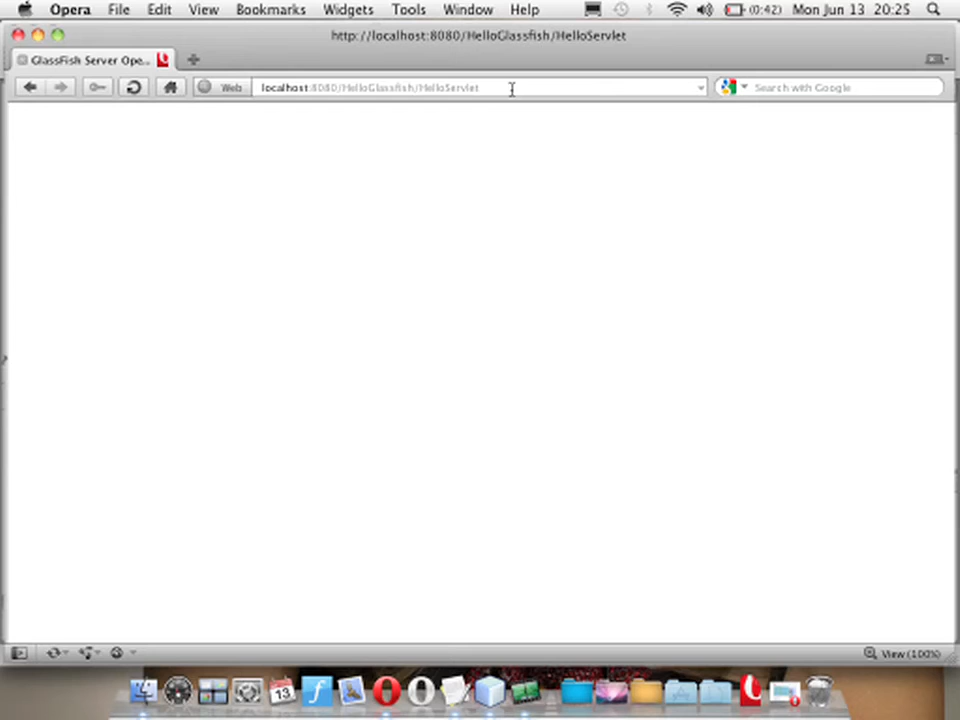 Opera File Edit View Bookmarks Widgets Tools Window Help (0:42) Mon Jun 13 20:25
http://localhost:8080/HelloGlassfish/HelloServlet
GlassFish Server Ope...
Web localhost:8080/HelloGlassfish/HelloServlet Search with Google
View (100%)
13